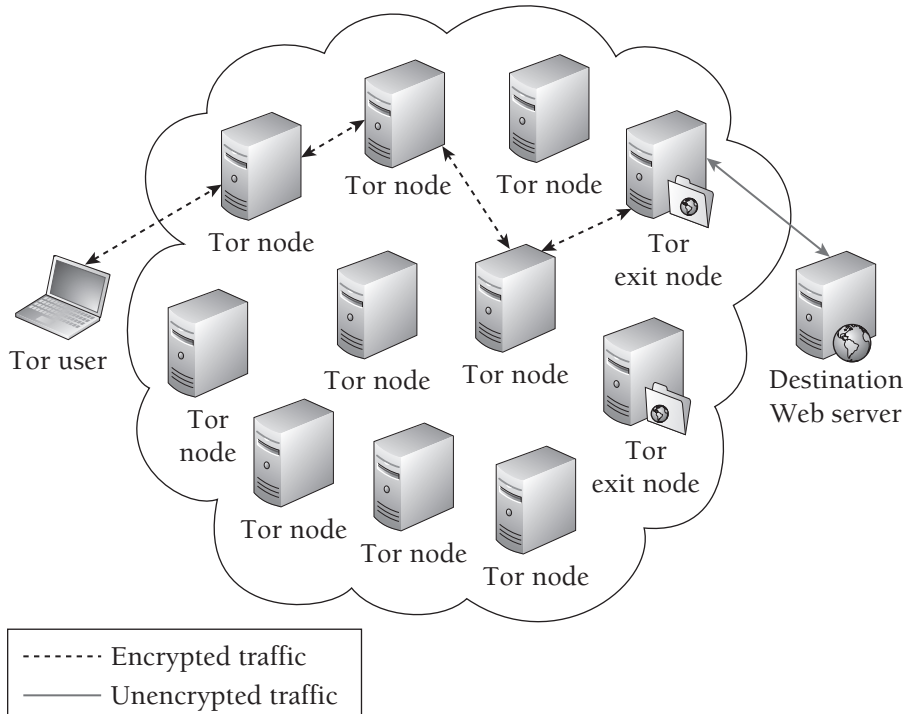 Tor node
Tor node
Tor node
Tor
exit node
Tor user
Tor
node
Tor node
Tor node
Tor
exit node
Destination
Web server
Tor node
Tor node
Tor node
Encrypted traffic
Unencrypted traffic